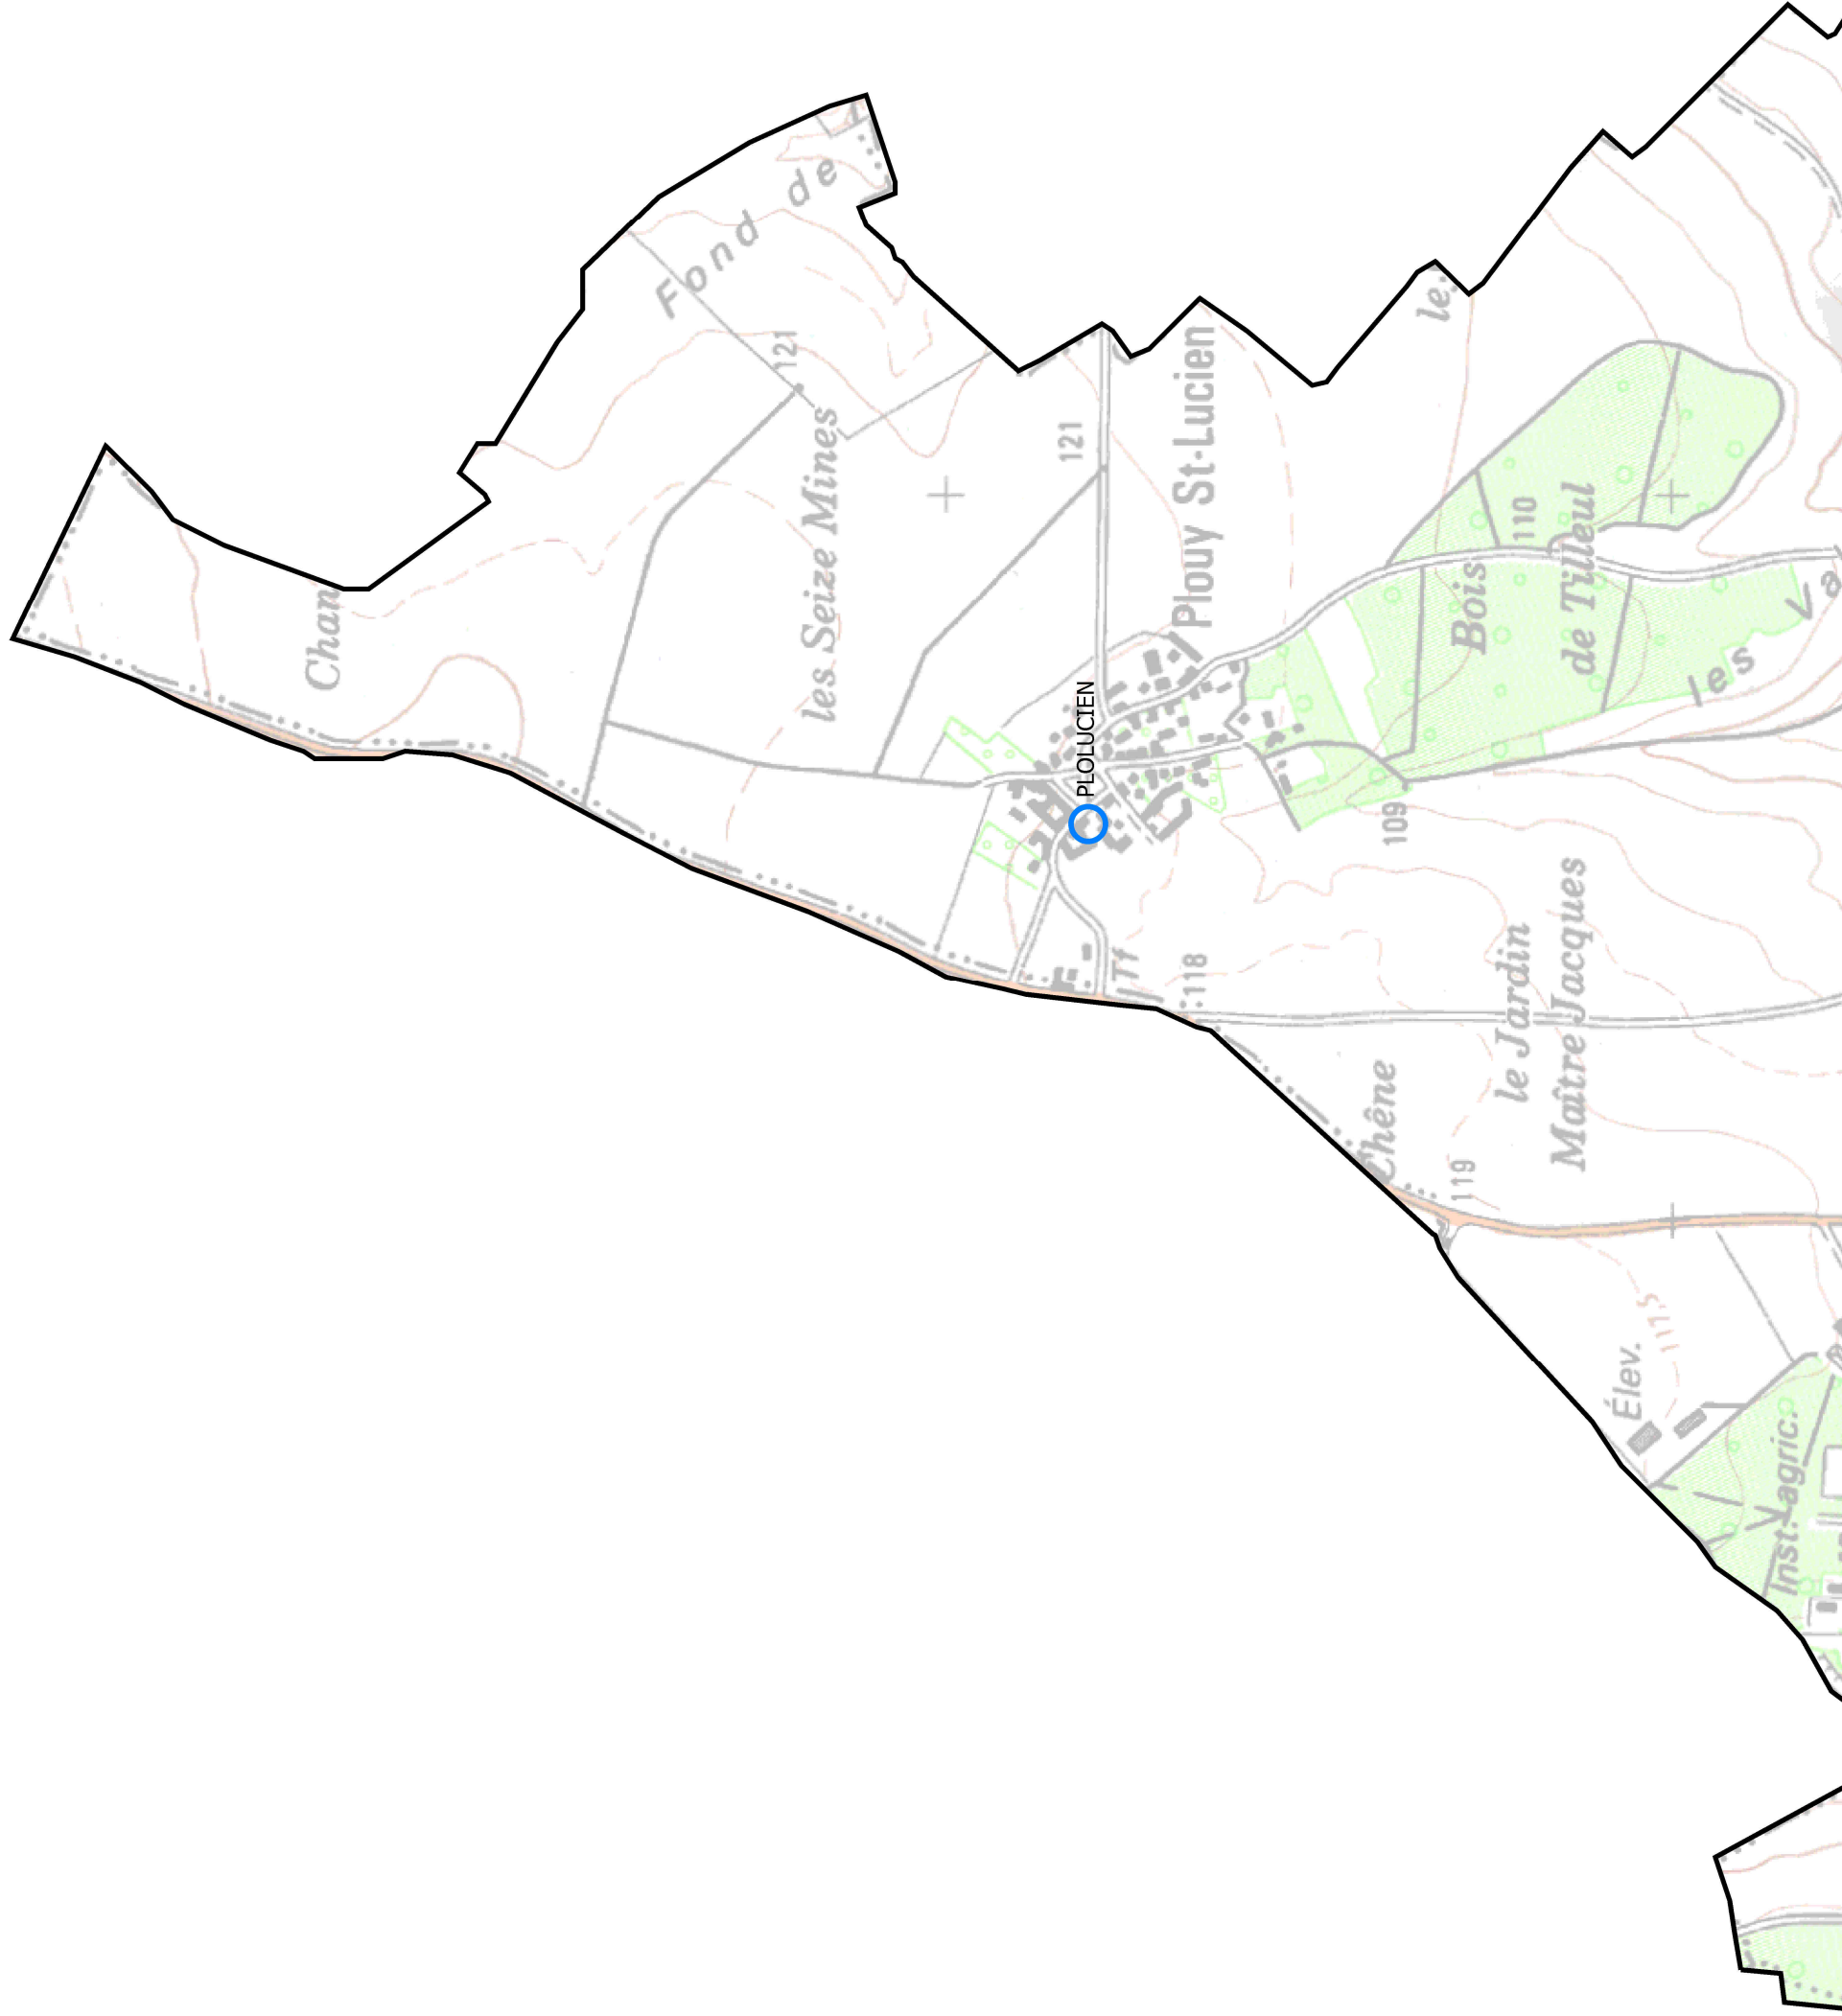 Fond de
121
Chan
les Seize Mines
121
Plouy St-Lucien
PLOLUCIEN
le
110
Bois
de Tilleul
les
Va
109
Tf
118
le Jardin
Maître Jacques
Chêne
119
Élev.
115
Inst. agric.